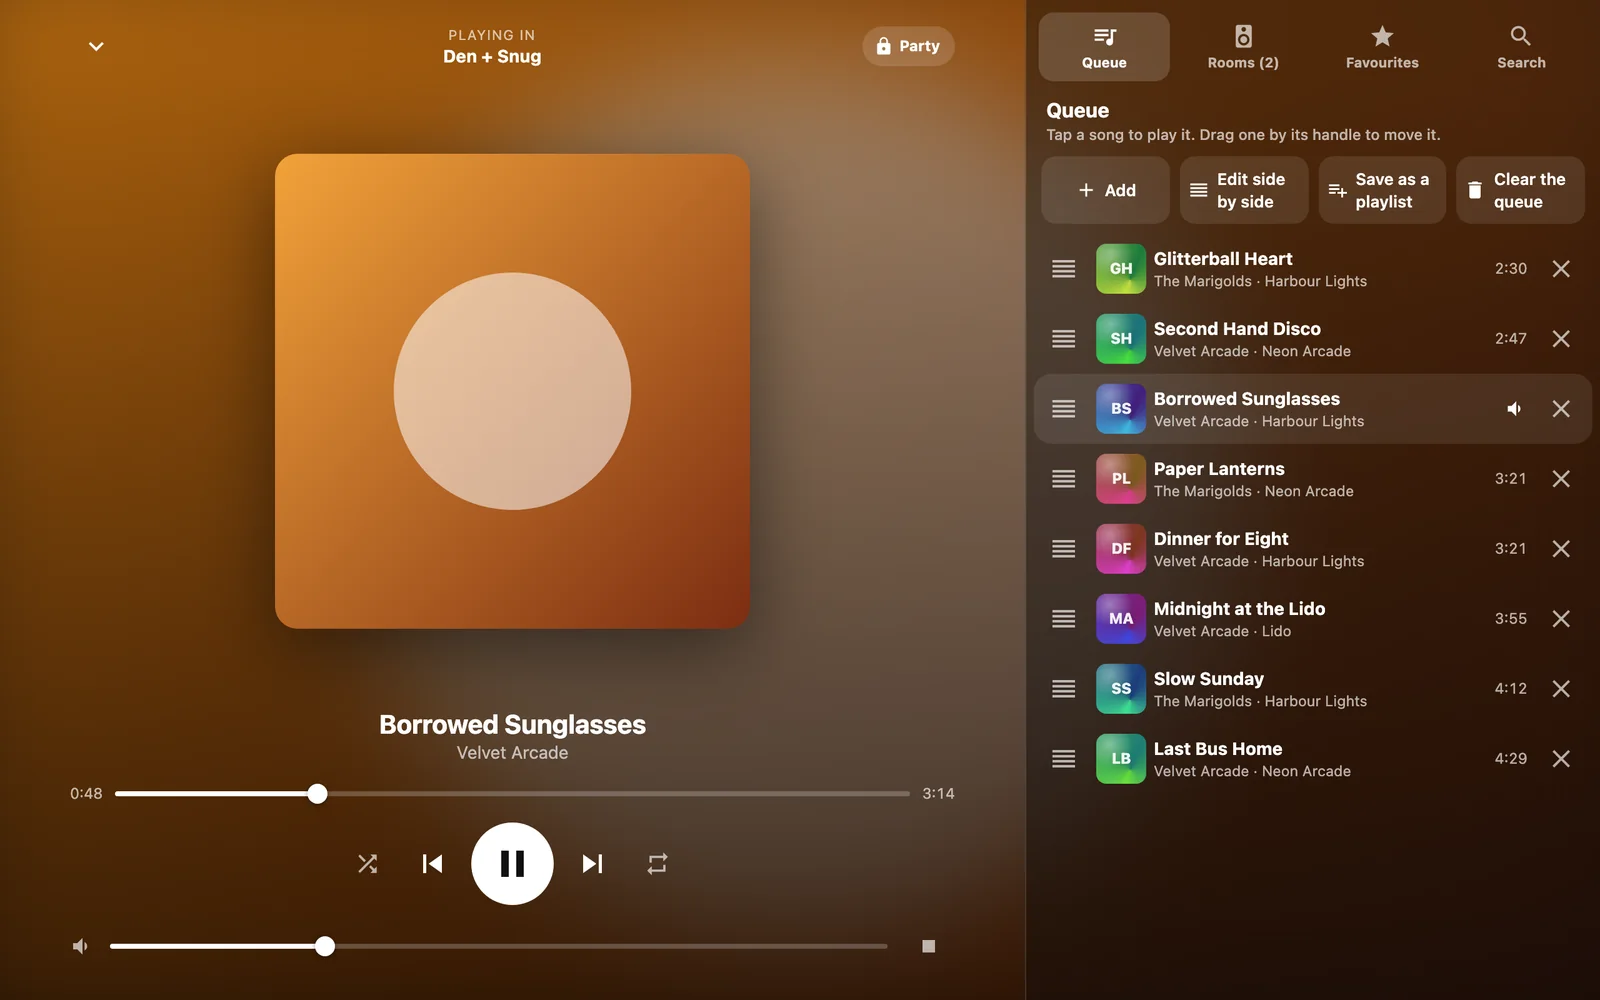 PLAYING IN
Den + Snug
Party
Borrowed Sunglasses
Velvet Arcade
0:48
3:14
Queue
Rooms (2)
Favourites
Search
Queue
Tap a song to play it. Drag one by its handle to move it.
Add
Edit side
by side
Save as a
playlist
Clear the
queue
GH
Glitterball Heart
The Marigolds · Harbour Lights
2:30
SH
Second Hand Disco
Velvet Arcade · Neon Arcade
2:47
BS
Borrowed Sunglasses
Velvet Arcade · Harbour Lights
PL
Paper Lanterns
The Marigolds · Neon Arcade
3:21
DF
Dinner for Eight
Velvet Arcade · Harbour Lights
3:21
MA
Midnight at the Lido
Velvet Arcade · Lido
3:55
SS
Slow Sunday
The Marigolds · Harbour Lights
4:12
LB
Last Bus Home
Velvet Arcade · Neon Arcade
4:29